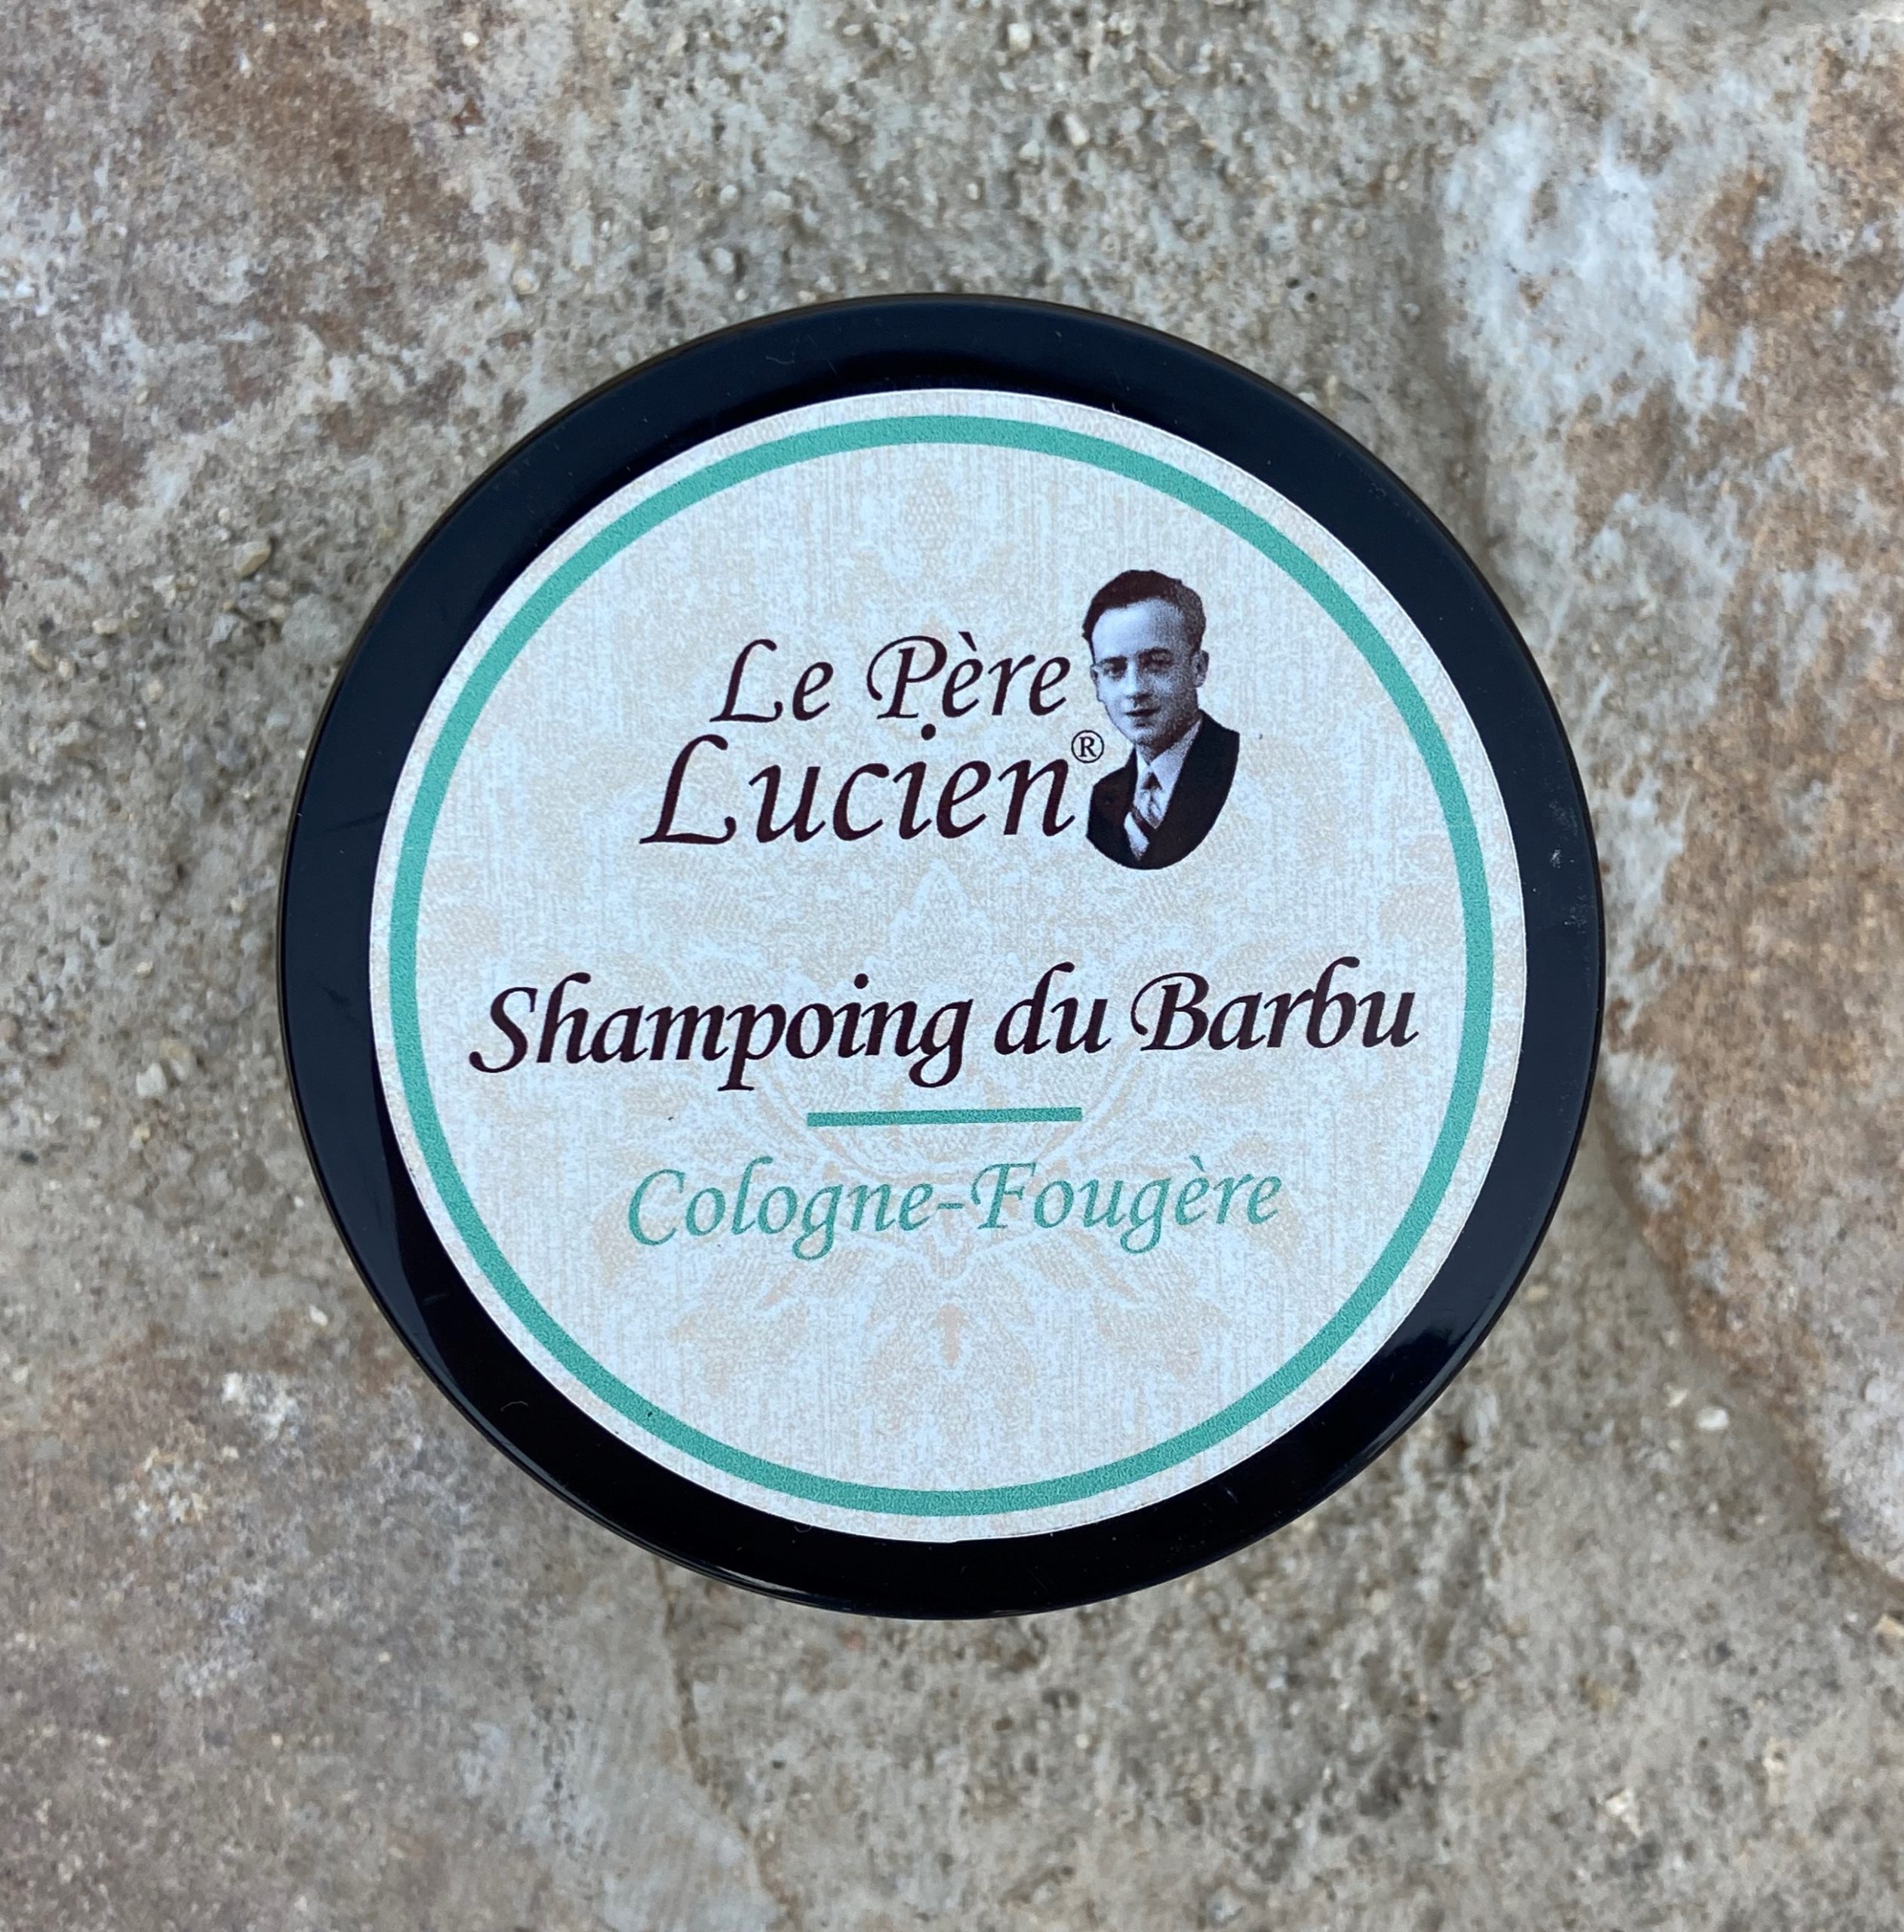 Le Père
Lucien®
Shampoing du Barbu
Cologne-Fougère